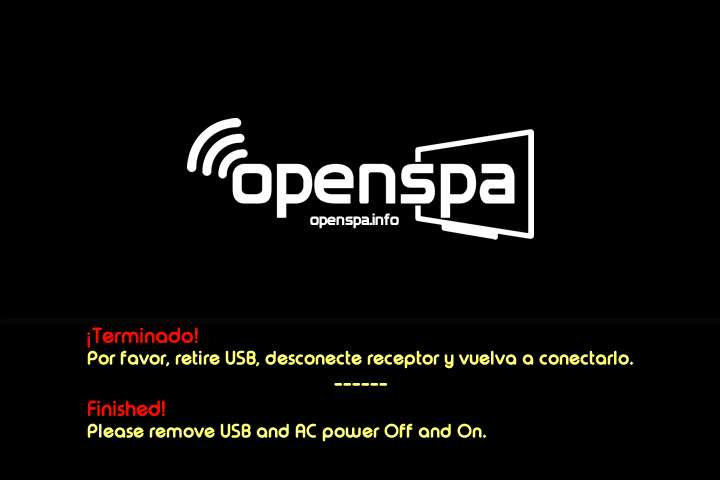 openspa
openspa.info
¡Terminado!
Por favor, retire USB, desconecte receptor y vuelva a conectarlo.
------
Finished!
Please remove USB and AC power Off and On.